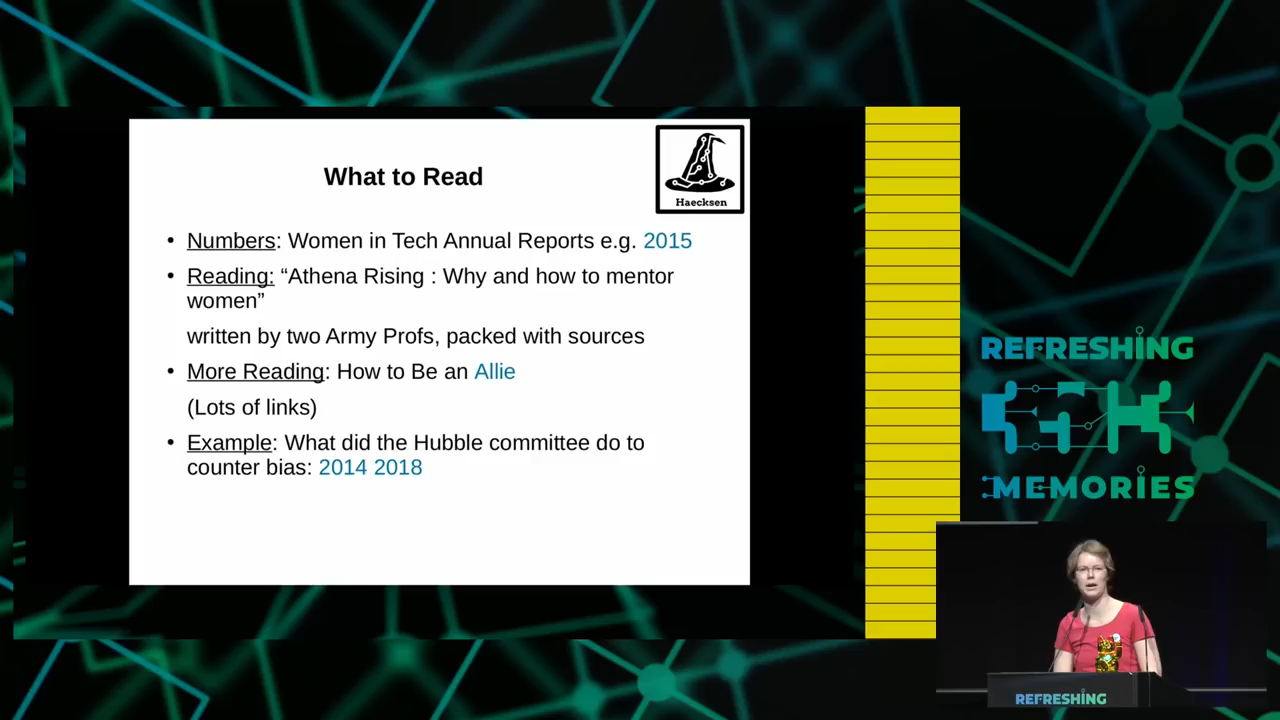 What to Read
Haecksen
• Numbers: Women in Tech Annual Reports e.g. 2015
• Reading: “Athena Rising : Why and how to mentor
women”
written by two Army Profs, packed with sources
• More Reading: How to Be an Allie
(Lots of links)
• Example: What did the Hubble committee do to
counter bias: 2014 2018
REFRESHING
MEMORIES
REFRESHING